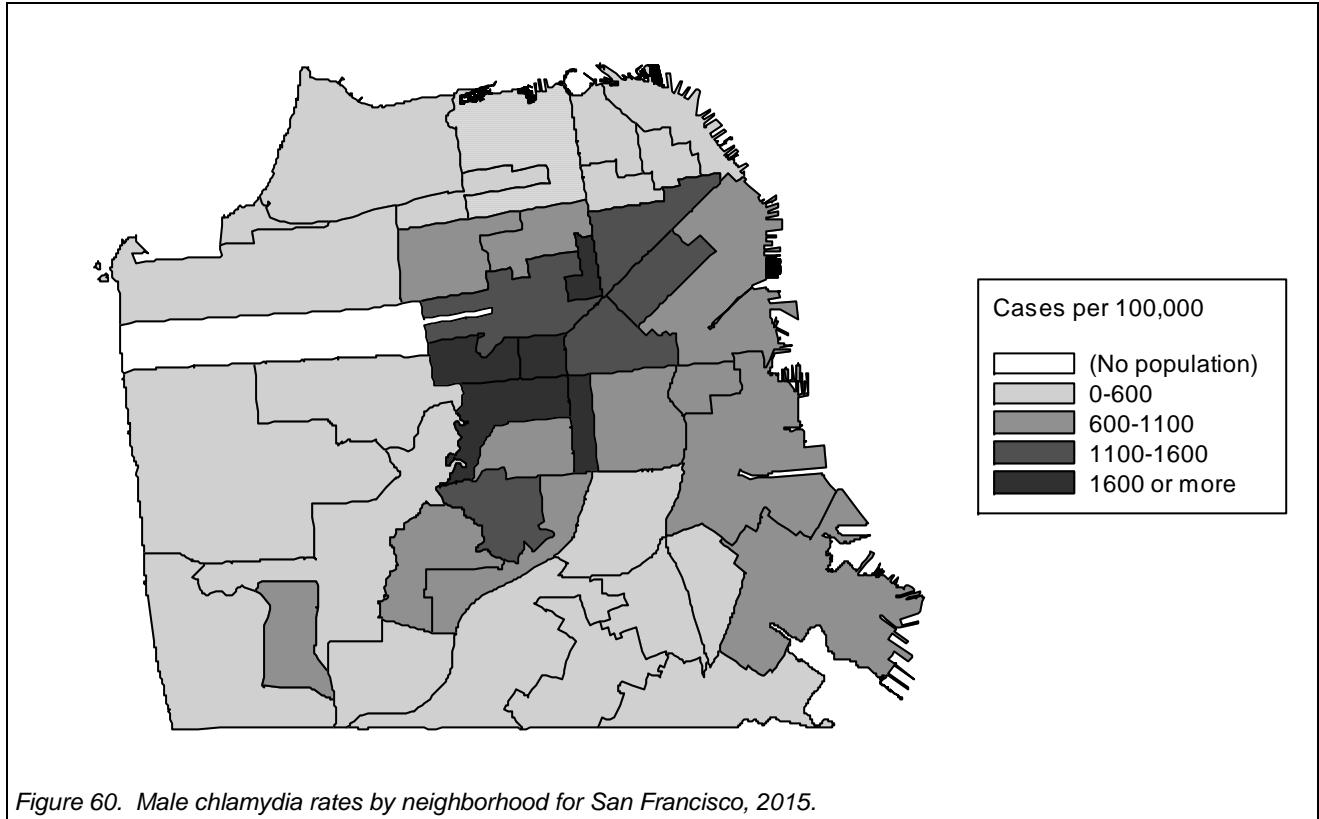 Cases per 100,000
(No population)
0-600
600-1100
1100-1600
1600 or more
Figure 60. Male chlamydia rates by neighborhood for San Francisco, 2015.